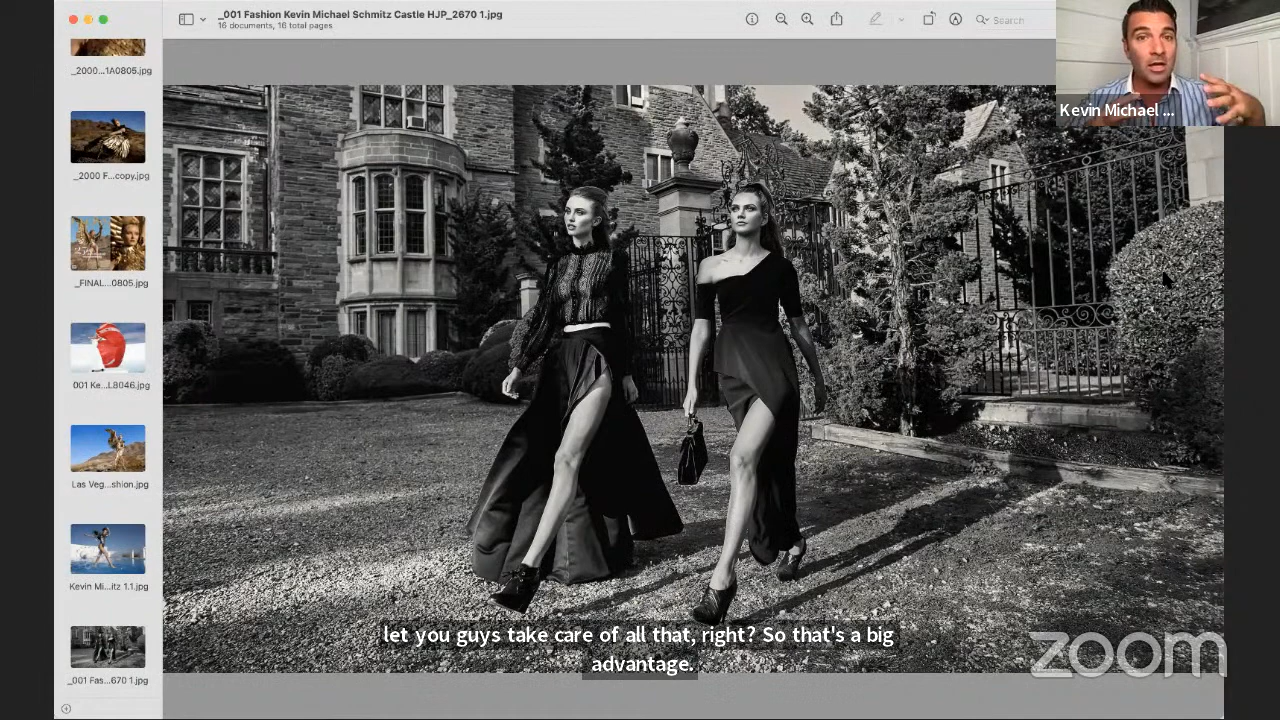 _001 Fashion Kevin Michael Schmitz Castle HJP_2670 1.jpg
16 documents, 16 total pages
Search
Kevin Michael ...
_2000...1A0805.jpg
_2000 F...copy.jpg
_FINAL...0805.jpg
001 Ke...L8046.jpg
Las Veg...shion.jpg
Kevin Mi...itz 1.1.jpg
_001 Fas...670 1.jpg
let you guys take care of all that, right? So that's a big
advantage.
zoom